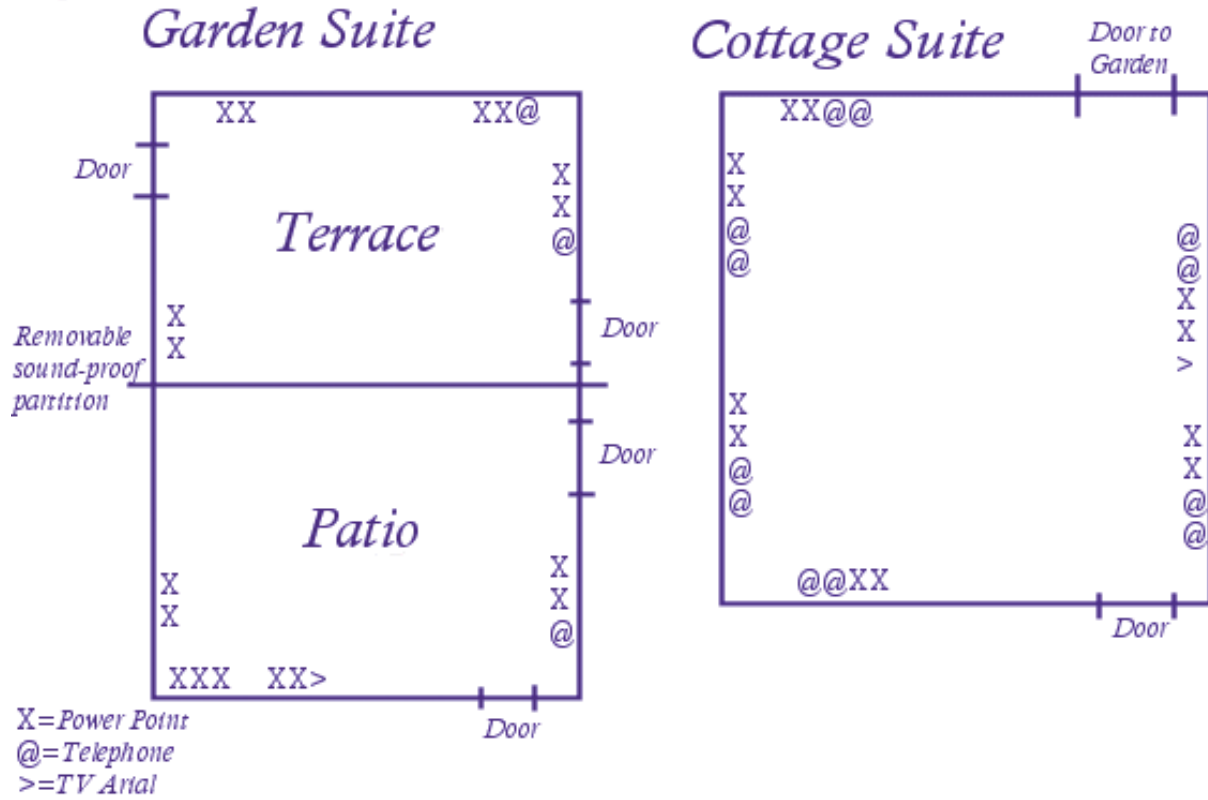 Garden Suite
Cottage Suite
Door to
Garden
XX
XX@
XX@@
Door
X
X
@
X
X
@
@
Terrace
@
@
X
X
>
X
X
Removable
sound-proof
partition
Door
X
X
@
@
X
X
@
@
Door
Patio
X
X
X
X
@
@@XX
XXX
XX>
Door
Door
X=Power Point
@=Telephone
>=TV Arial